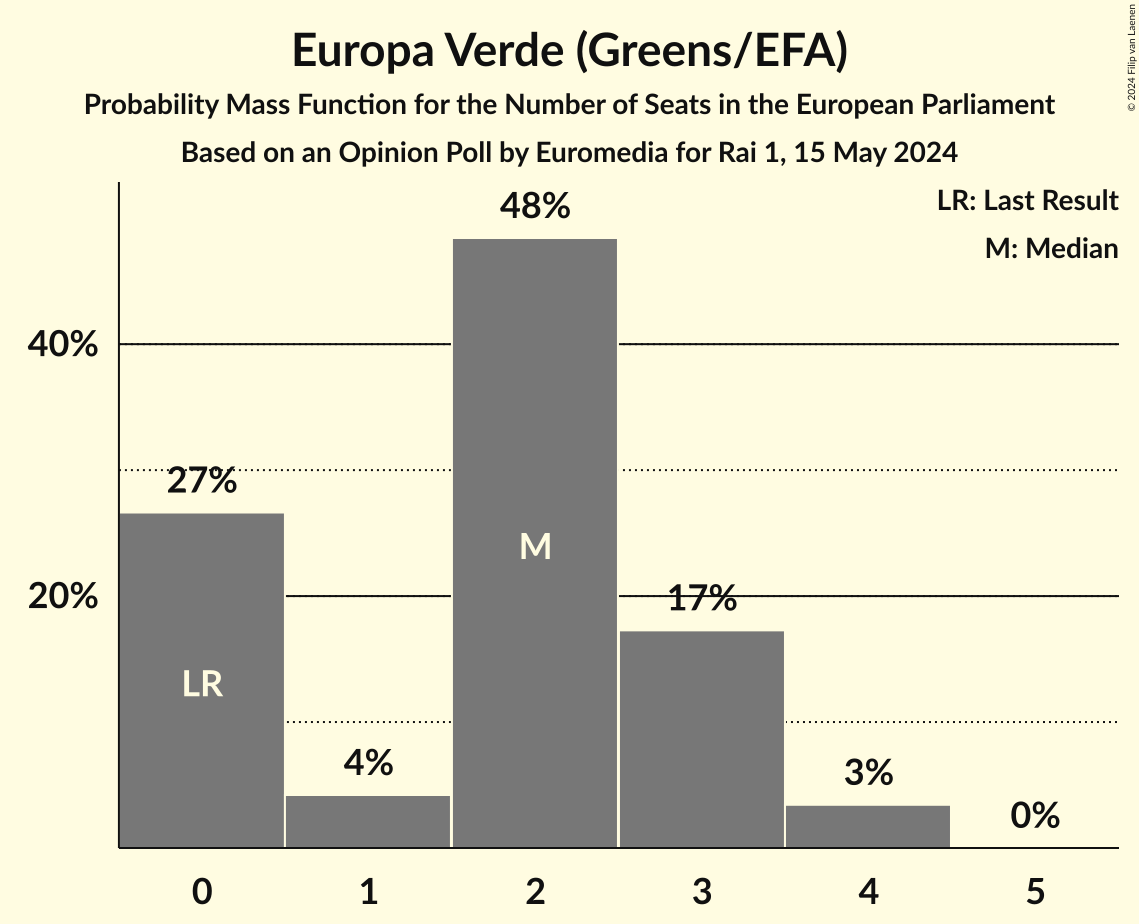 Europa Verde (Greens/EFA)
Probability Mass Function for the Number of Seats in the European Parliament
Based on an Opinion Poll by Euromedia for Rai 1, 15 May 2024
© 2024 Filip van Laenen
LR: Last Result
M: Median
48%
40%
27%
M
20%
17%
LR
4%
3%
0%
0 1 2 3 4 5